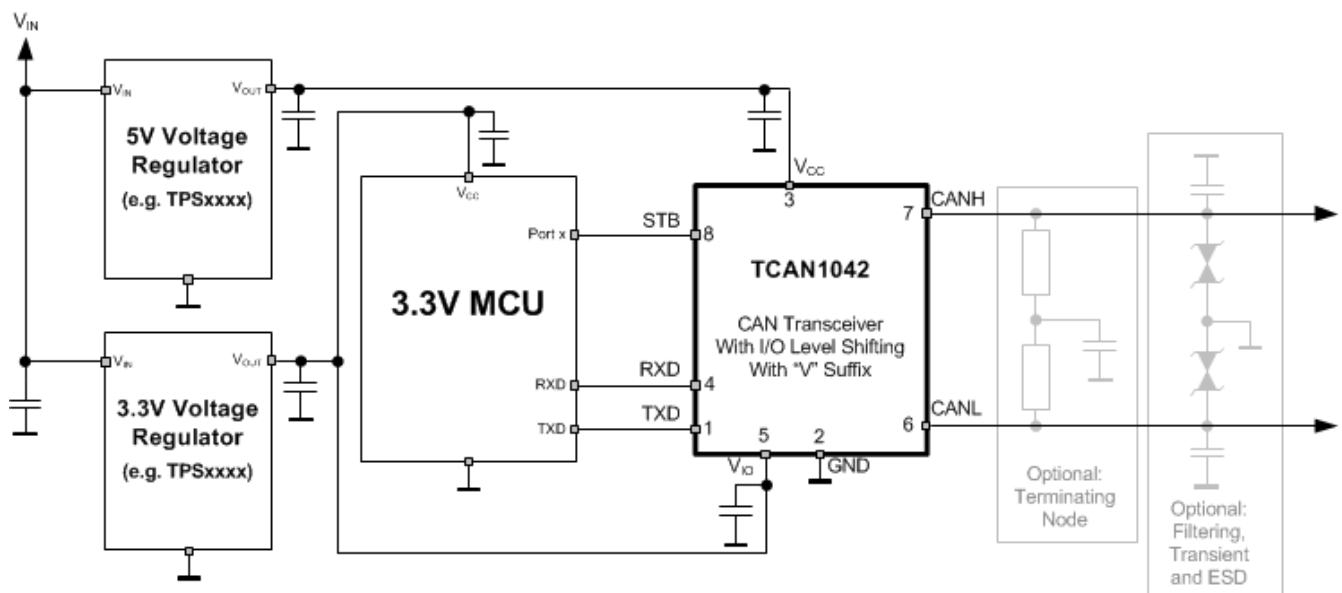 VIN
VIN
VOUT
5V Voltage
Regulator
(e.g. TPSxxxx)
VIN
VOUT
3.3V Voltage
Regulator
(e.g. TPSxxxx)
VCC
Port x
3.3V MCU
RXD
TXD
STB
RXD
TXD
VCC
3
8
7
CANH
TCAN1042
CAN Transceiver
With I/O Level Shifting
With "V" Suffix
4
1
5
2
6
CANL
VIO
GND
Optional:
Terminating
Node
Optional:
Filtering,
Transient
and ESD